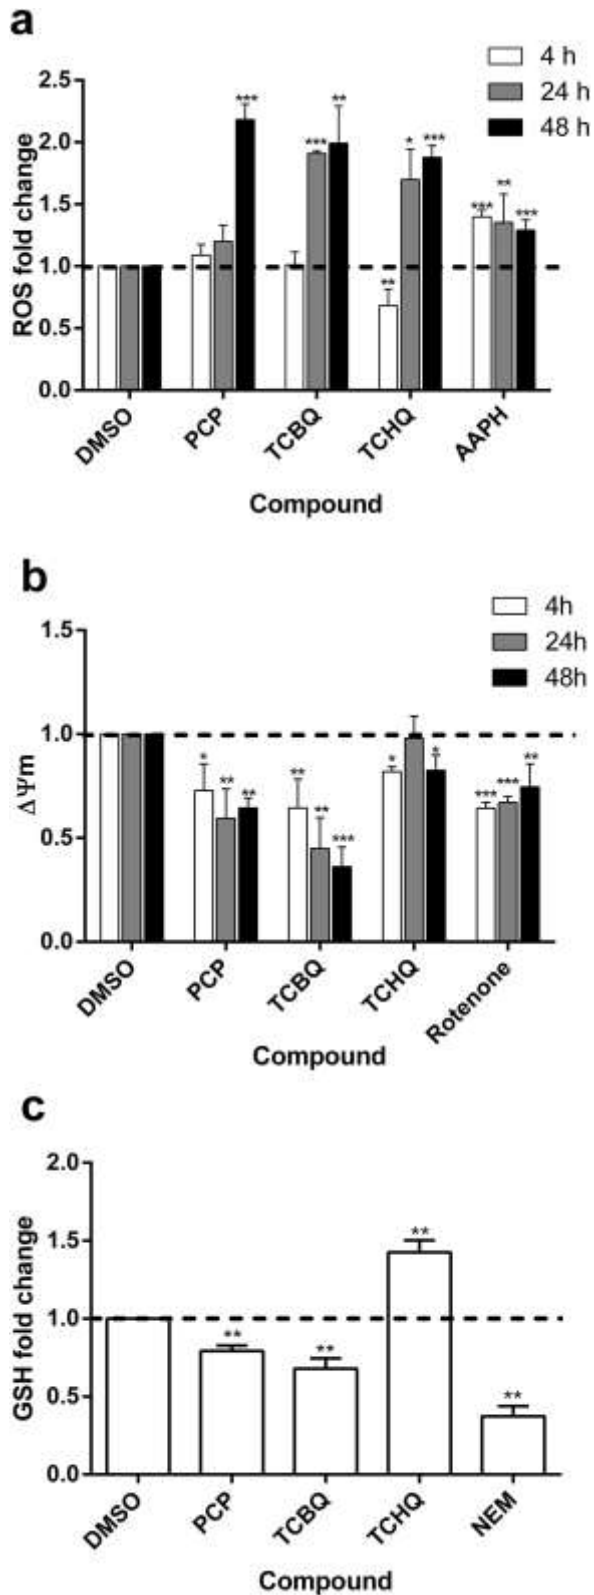 a
4 h
24 h
48 h
ROS fold change
2.5
2.0
1.5
1.0
0.5
0.0
***
***
**
*
***
**
***
**
***
DMSO
PCP
TCBQ
TCHQ
AAPH
Compound
b
4h
24h
48h
ΔΨm
1.5
1.0
0.5
0.0
*
**
**
**
**
***
*
*
***
***
**
DMSO
PCP
TCBQ
TCHQ
Rotenone
Compound
c
GSH fold change
2.0
1.5
1.0
0.5
0.0
**
**
**
**
DMSO
PCP
TCBQ
TCHQ
NEM
Compound